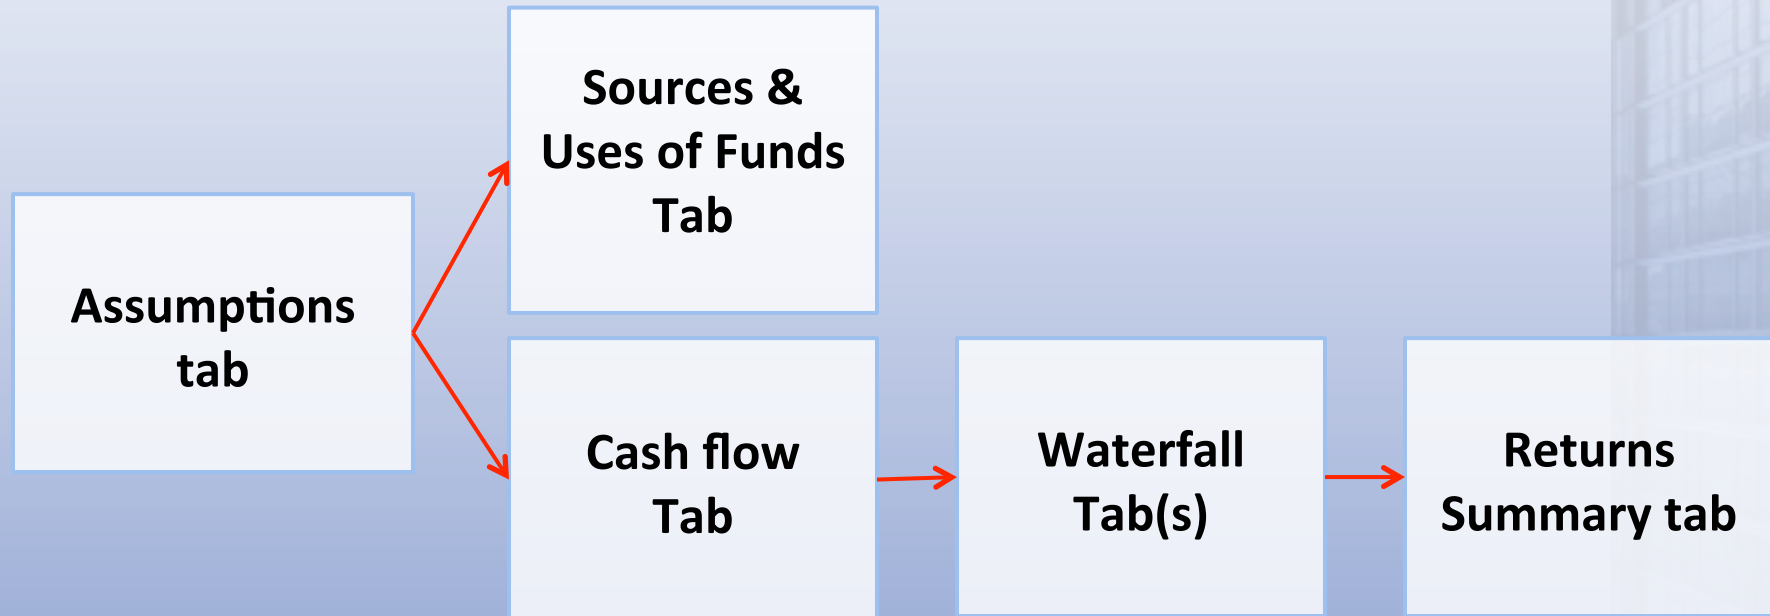 Assumptions
tab
Sources &
Uses of Funds
Tab
Cash flow
Tab
Waterfall
Tab(s)
Returns
Summary tab